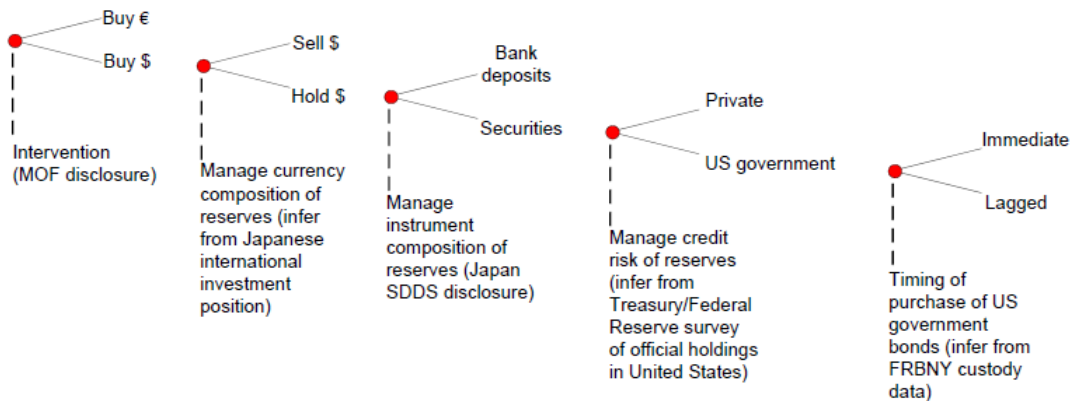 Buy €
Buy $
Intervention
(MOF disclosure)
Sell $
Hold $
Manage currency
composition of
reserves (infer
from Japanese
international
investment
position)
Bank
deposits
Securities
Manage
instrument
composition of
reserves (Japan
SDDS disclosure)
Private
US government
Manage credit
risk of reserves
(infer from
Treasury/Federal
Reserve survey
of official holdings
in United States)
Immediate
Lagged
Timing of
purchase of US
government
bonds (infer from
FRBNY custody
data)